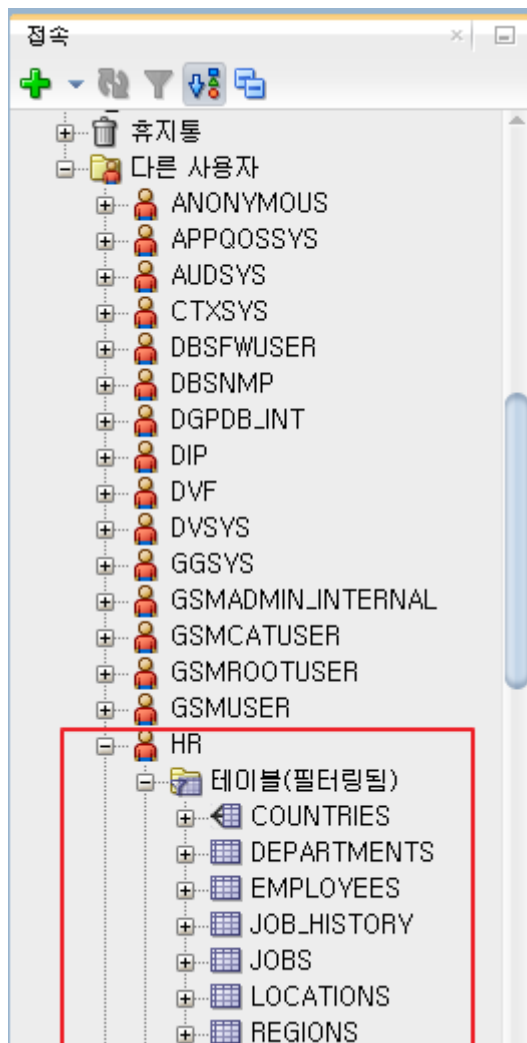 접속
휴지통
다른 사용자
ANONYMOUS
APPQOSSYS
AUDSYS
CTXSYS
DBSFWUSER
DBSNMP
DGPDB_INT
DIP
DVF
DVSYS
GGSYS
GSMADMIN_INTERNAL
GSMCATUSER
GSMROOTUSER
GSMUSER
HR
테이블(필터링됨)
COUNTRIES
DEPARTMENTS
EMPLOYEES
JOB_HISTORY
JOBS
LOCATIONS
REGIONS